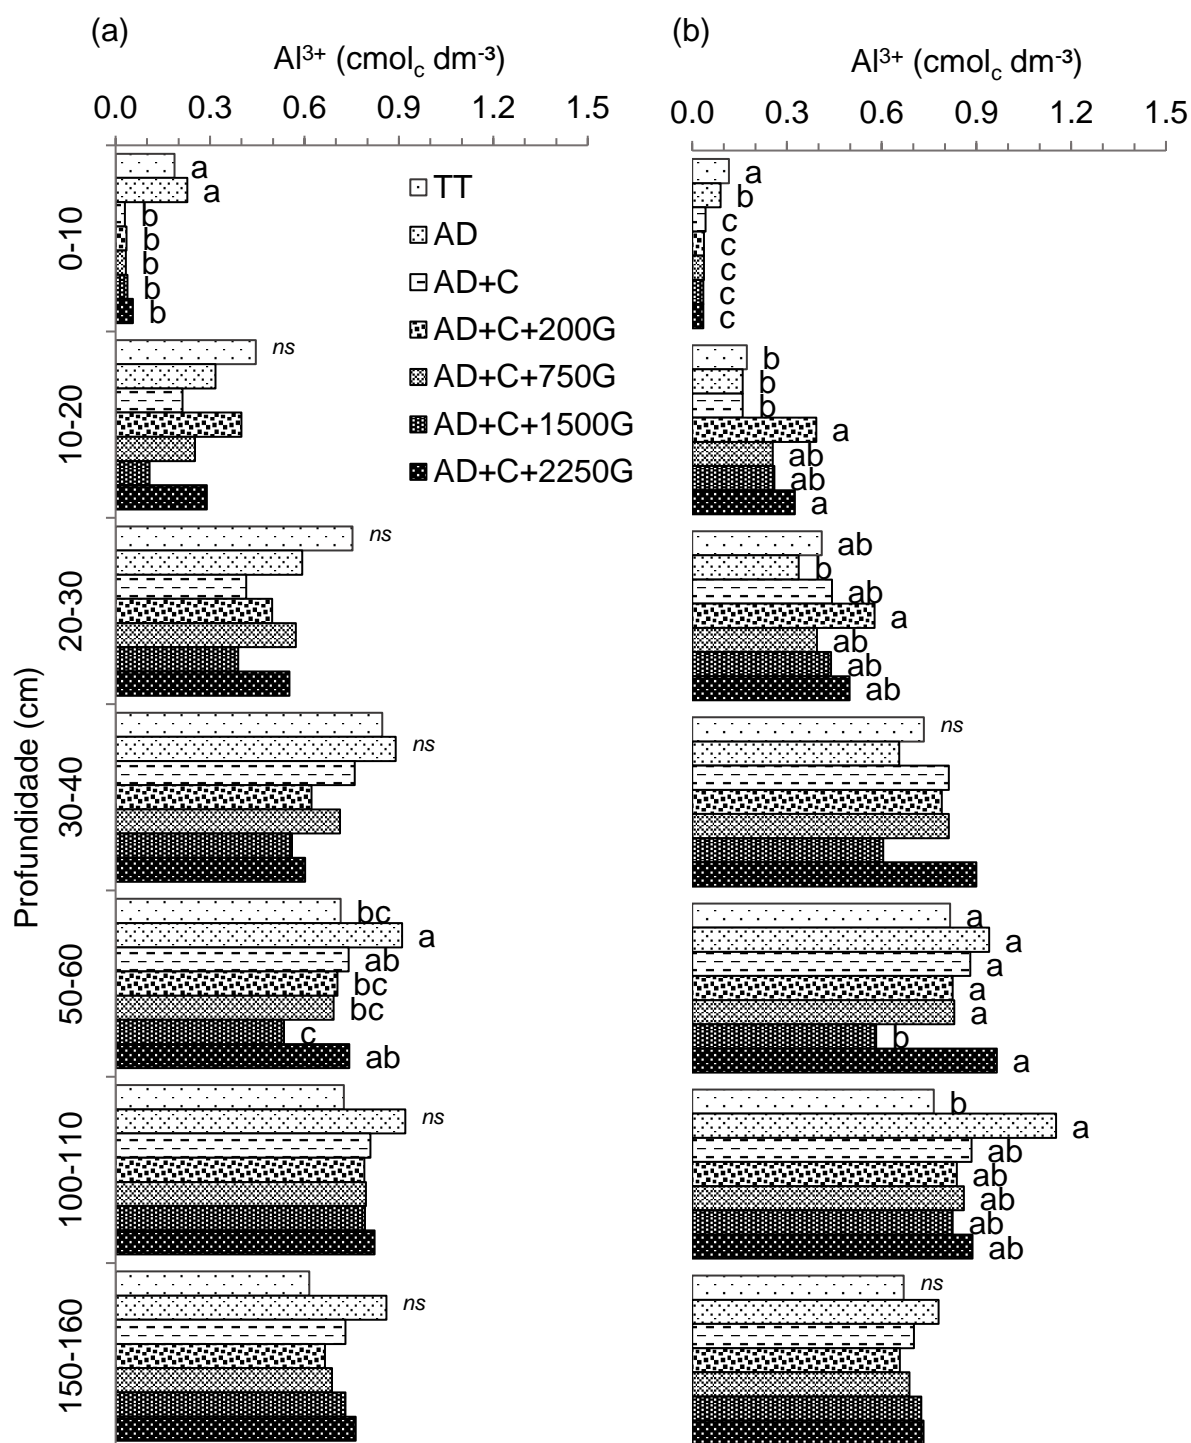 (a)
Al³⁺ (cmol꜀ dm⁻³)
0.0 0.3 0.6 0.9 1.2 1.5
Profundidade (cm)
0-10
a
a
b
b
b
b
b
TT
AD
AD+C
AD+C+200G
AD+C+750G
AD+C+1500G
AD+C+2250G
10-20
ns
20-30
ns
30-40
ns
50-60
bc
a
ab
bc
bc
c
ab
100-110
ns
150-160
ns
(b)
Al³⁺ (cmol꜀ dm⁻³)
0.0 0.3 0.6 0.9 1.2 1.5
a
b
c
c
c
c
c
b
b
b
a
ab
ab
a
ab
b
ab
a
ab
ab
ab
ns
a
a
a
a
a
b
a
b
a
ab
ab
ab
ab
ab
ns